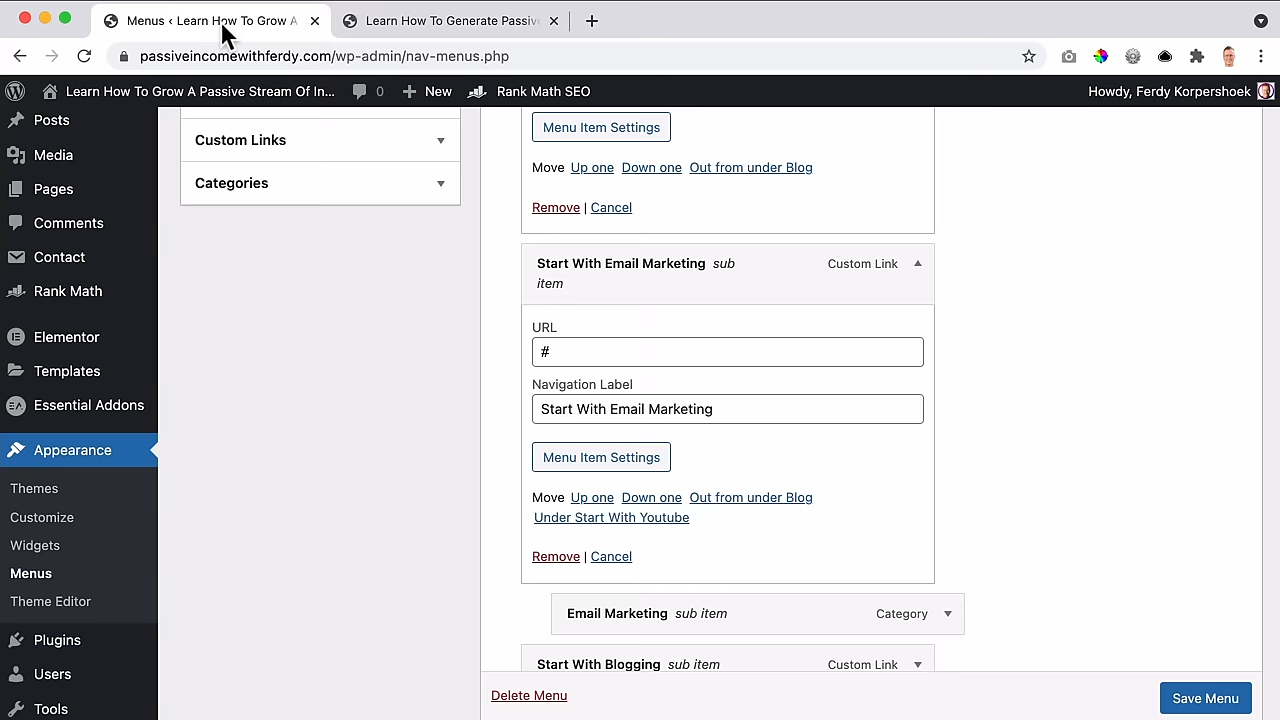 Menus ‹ Learn How To Grow A
Learn How To Generate Passiv
passiveincomewithferdy.com/wp-admin/nav-menus.php
Learn How To Grow A Passive Stream Of In...
0
New
Rank Math SEO
Howdy, Ferdy Korpershoek
Posts
Media
Pages
Comments
Contact
Rank Math
Elementor
Templates
Essential Addons
Appearance
Themes
Customize
Widgets
Menus
Theme Editor
Plugins
Users
Tools
Custom Links
Categories
Menu Item Settings
Move Up one Down one Out from under Blog
Remove | Cancel
Start With Email Marketing sub
item
Custom Link
URL
#
Navigation Label
Start With Email Marketing
Menu Item Settings
Move Up one Down one Out from under Blog
Under Start With Youtube
Remove | Cancel
Email Marketing sub item
Category
Start With Blogging sub item
Custom Link
Delete Menu
Save Menu